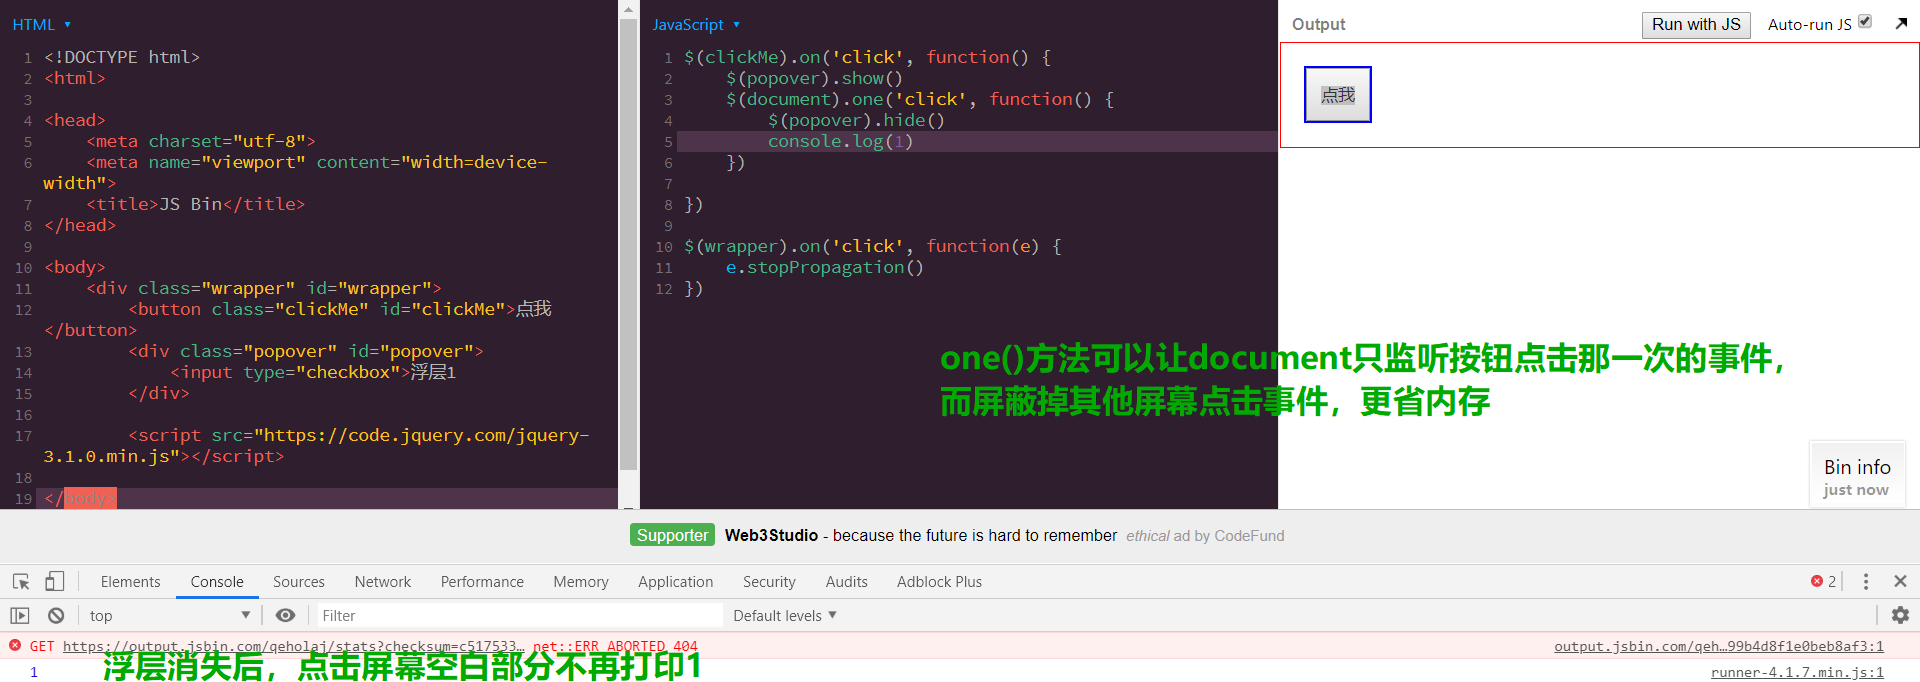 HTML ▾
1 <!DOCTYPE html>
2 <html>
3
4 <head>
5     <meta charset="utf-8">
6     <meta name="viewport" content="width=device-
width">
7     <title>JS Bin</title>
8 </head>
9
10 <body>
11     <div class="wrapper" id="wrapper">
12         <button class="clickMe" id="clickMe">点我
</button>
13         <div class="popover" id="popover">
14             <input type="checkbox">浮层1
15         </div>
16
17         <script src="https://code.jquery.com/jquery-
3.1.0.min.js"></script>
18
19 </body>
JavaScript ▾
1 $(clickMe).on('click', function() {
2     $(popover).show()
3     $(document).one('click', function() {
4         $(popover).hide()
5         console.log(1)
6     })
7
8 })
9
10 $(wrapper).on('click', function(e) {
11     e.stopPropagation()
12 })
Output
Run with JS
Auto-run JS
点我
one()方法可以让document只监听按钮点击那一次的事件,
而屏蔽掉其他屏幕点击事件，更省内存
Bin info
just now
Supporter Web3Studio - because the future is hard to remember ethical ad by CodeFund
Elements Console Sources Network Performance Memory Application Security Audits Adblock Plus 2
top Filter Default levels ▼
GET https://output.jsbin.com/qeholaj/stats?checksum=c517533… net::ERR_ABORTED 404 output.jsbin.com/qeh…99b4d8f1e0beb8af3:1
浮层消失后，点击屏幕空白部分不再打印1
1 runner-4.1.7.min.js:1